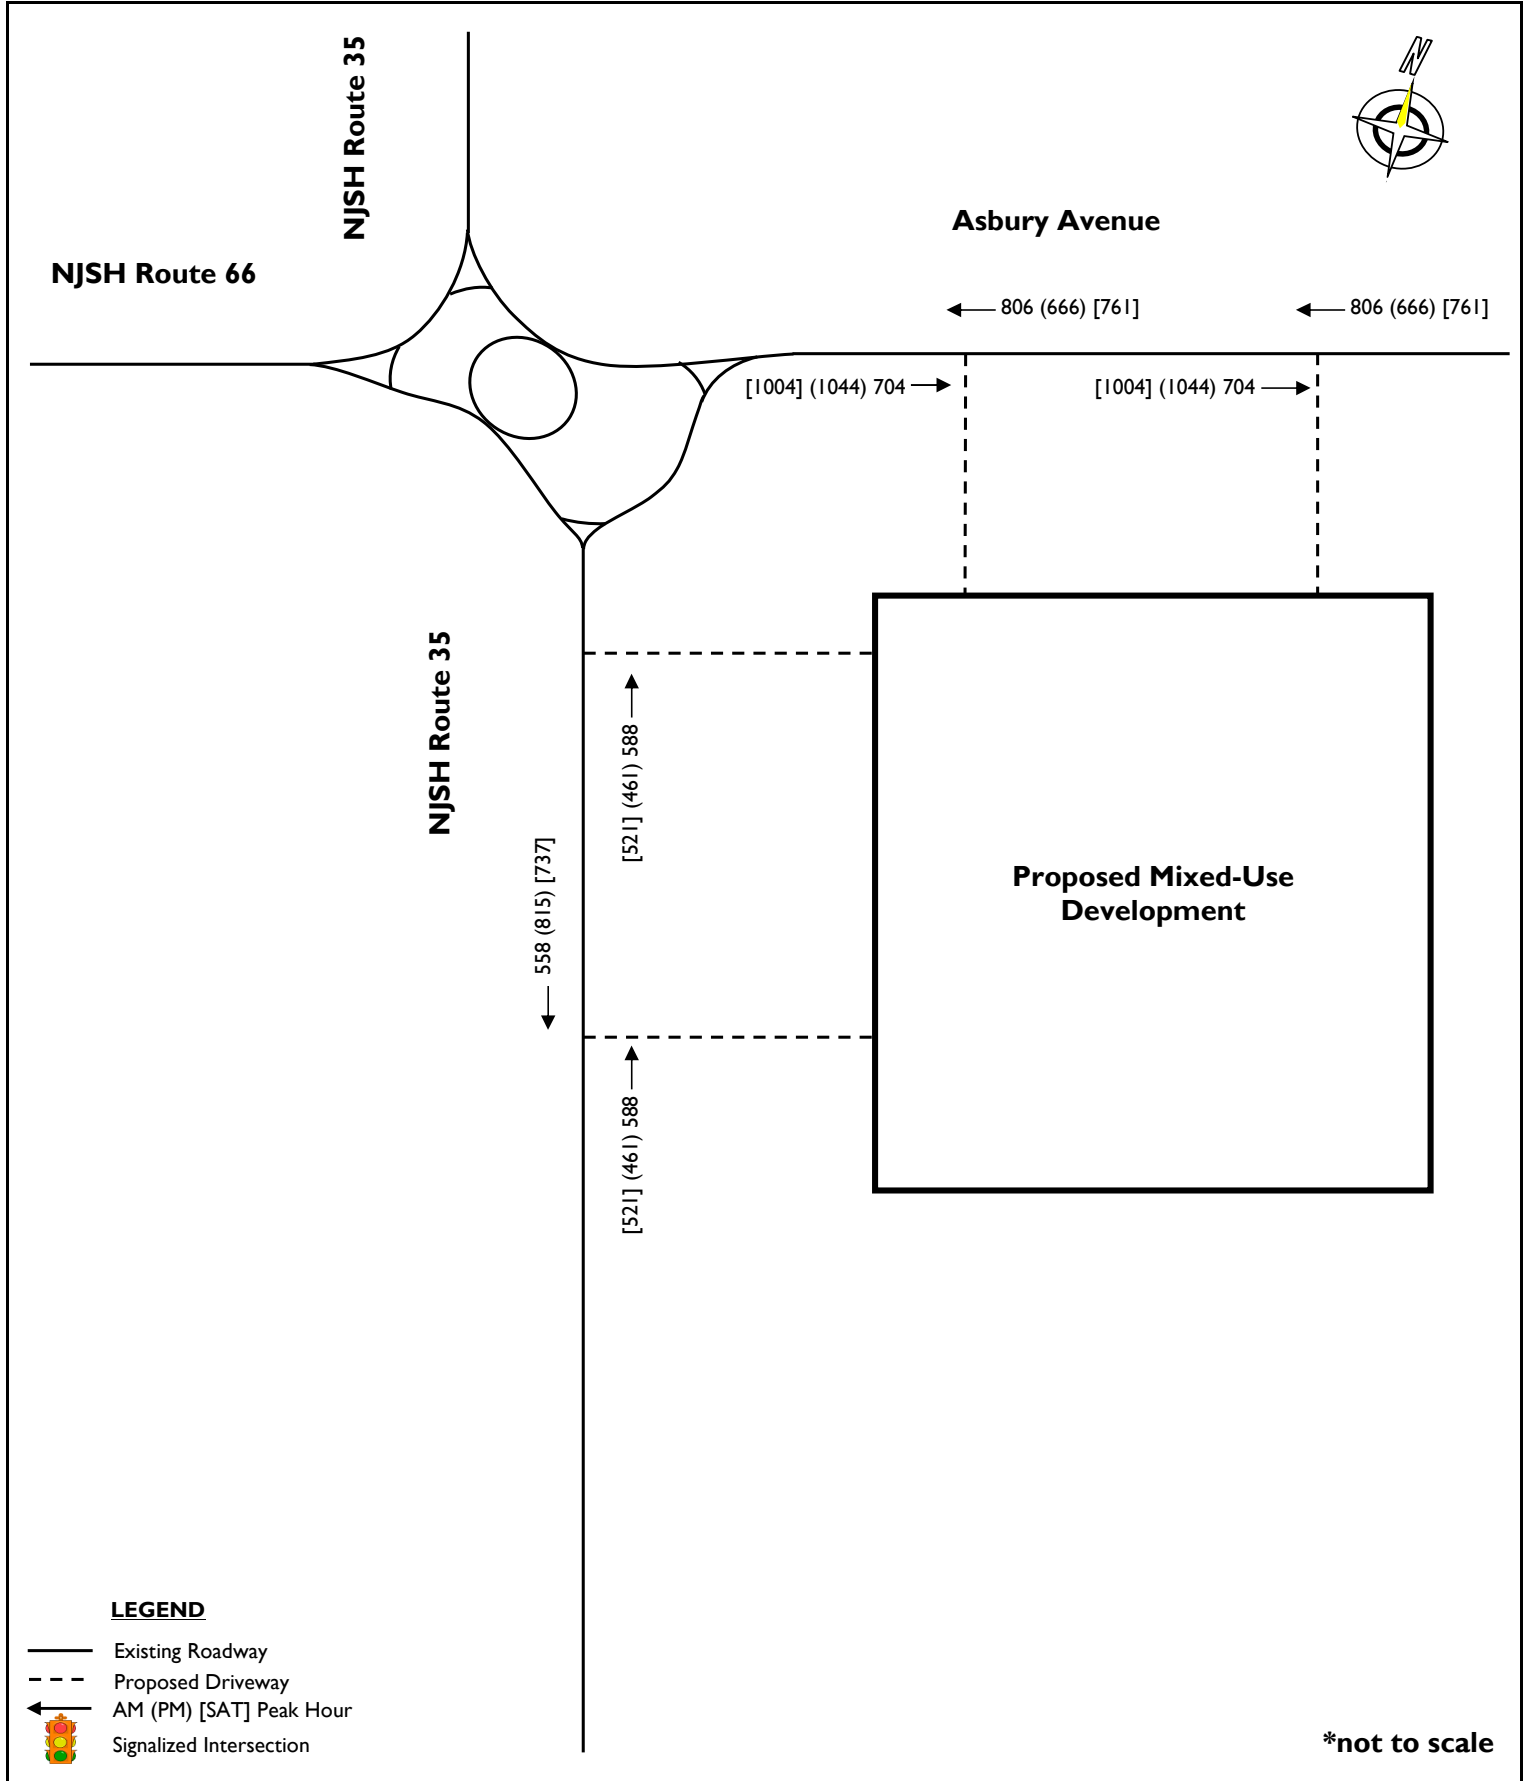 NJSH Route 35
N
Asbury Avenue
NJSH Route 66
806 (666) [761]
806 (666) [761]
[1004] (1044) 704
[1004] (1044) 704
NJSH Route 35
[521] (461) 588
558 (815) [737]
Proposed Mixed-Use
Development
[521] (461) 588
LEGEND
Existing Roadway
Proposed Driveway
AM (PM) [SAT] Peak Hour
Signalized Intersection
*not to scale